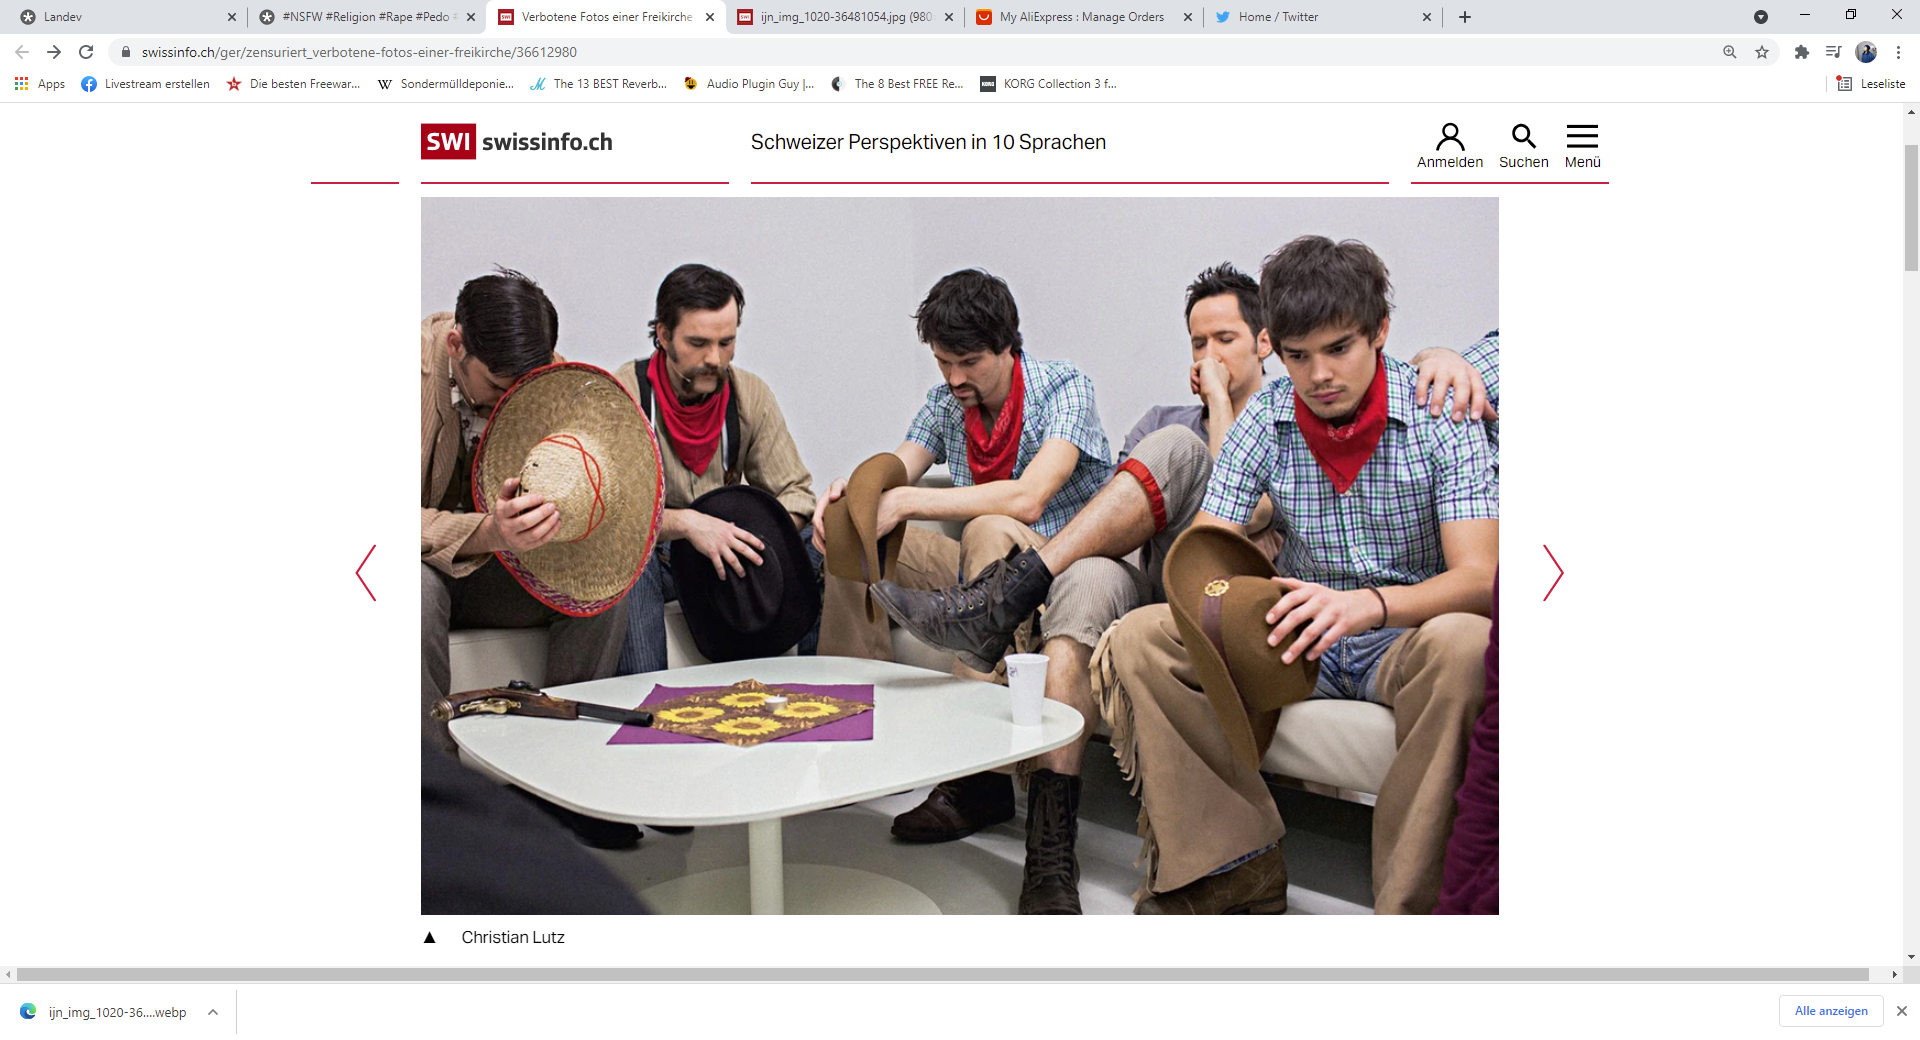 Landev
#NSFW #Religion #Rape #Pedo #
Verbotene Fotos einer Freikirche
ijn_img_1020-36481054.jpg (980
My AliExpress : Manage Orders
Home / Twitter
swissinfo.ch/ger/zensuriert_verbotene-fotos-einer-freikirche/36612980
Apps
Livestream erstellen
Die besten Freewar...
Sondermülldeponie...
The 13 BEST Reverb...
Audio Plugin Guy |...
The 8 Best FREE Re...
KORG Collection 3 f...
Leseliste
SWI swissinfo.ch
Schweizer Perspektiven in 10 Sprachen
Anmelden
Suchen
Menü
Christian Lutz
ijn_img_1020-36....webp
Alle anzeigen